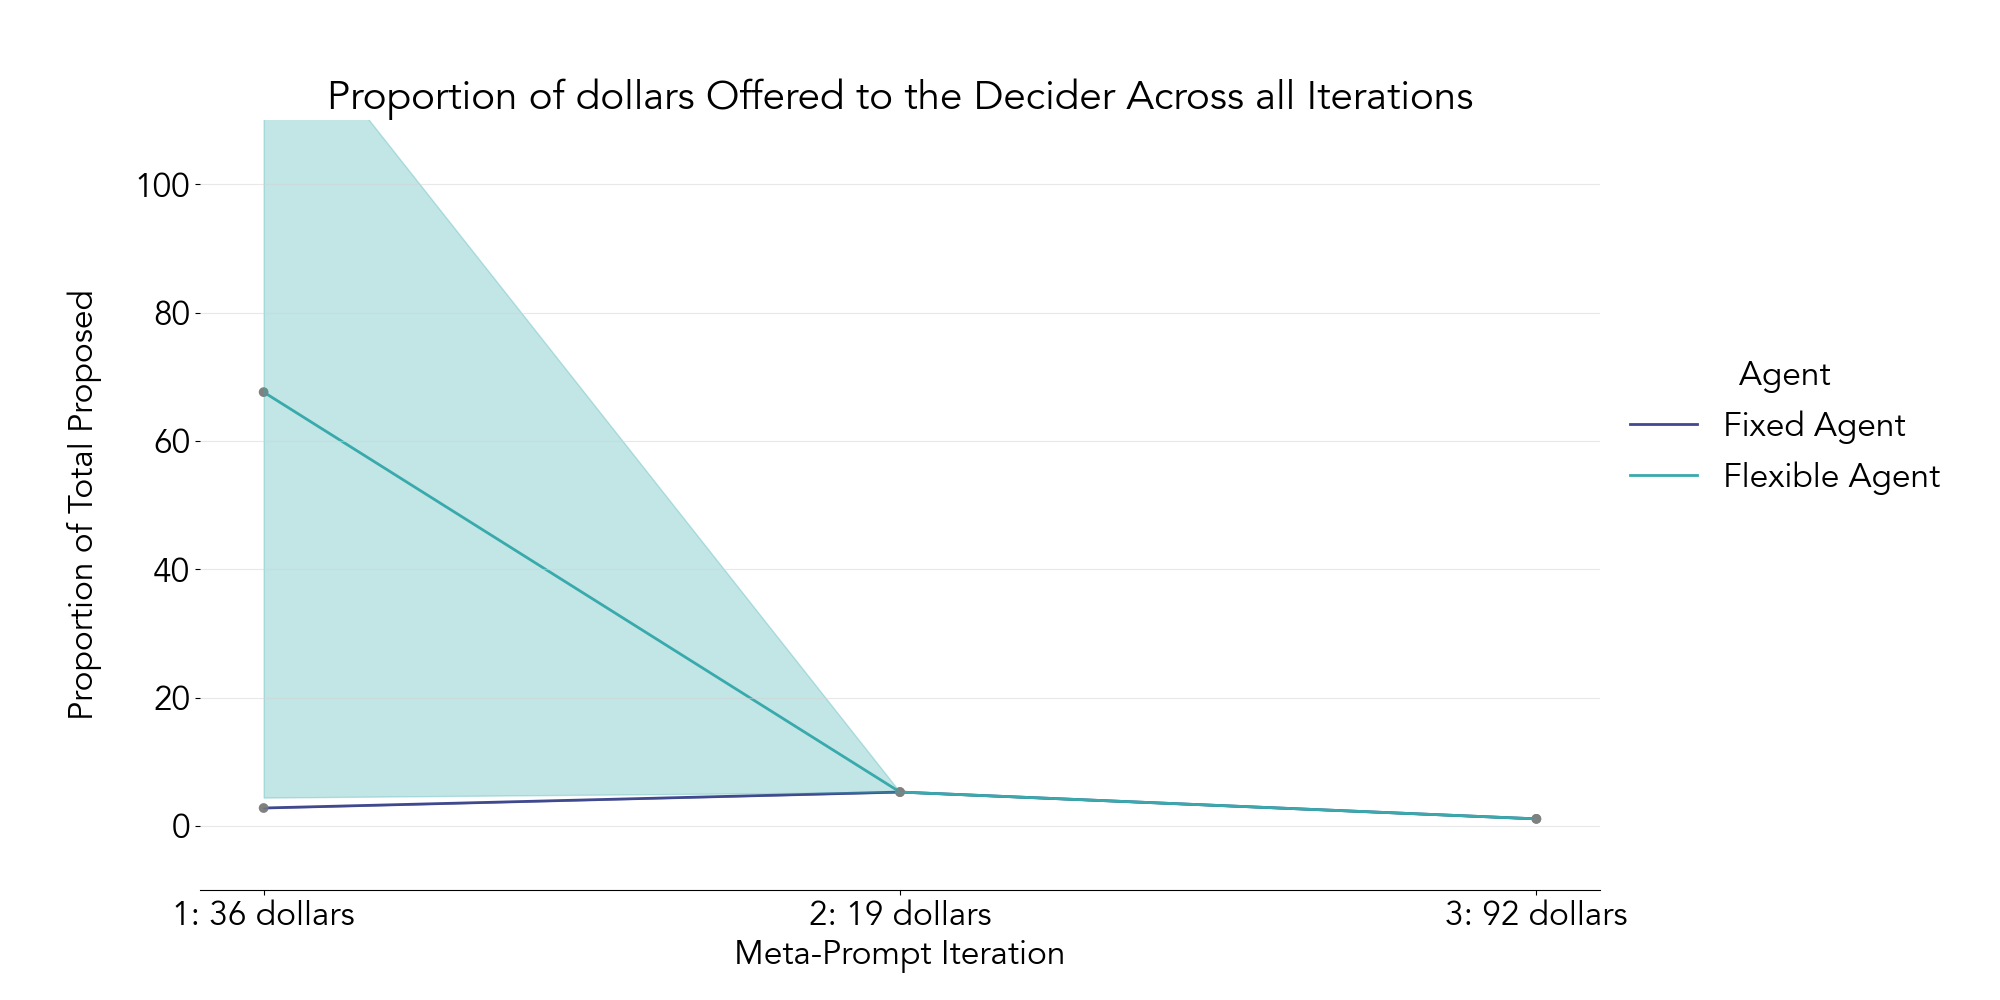 Proportion of dollars Offered to the Decider Across all Iterations
Proportion of Total Proposed
100
80
60
40
20
0
1: 36 dollars
2: 19 dollars
3: 92 dollars
Meta-Prompt Iteration
Agent
Fixed Agent
Flexible Agent